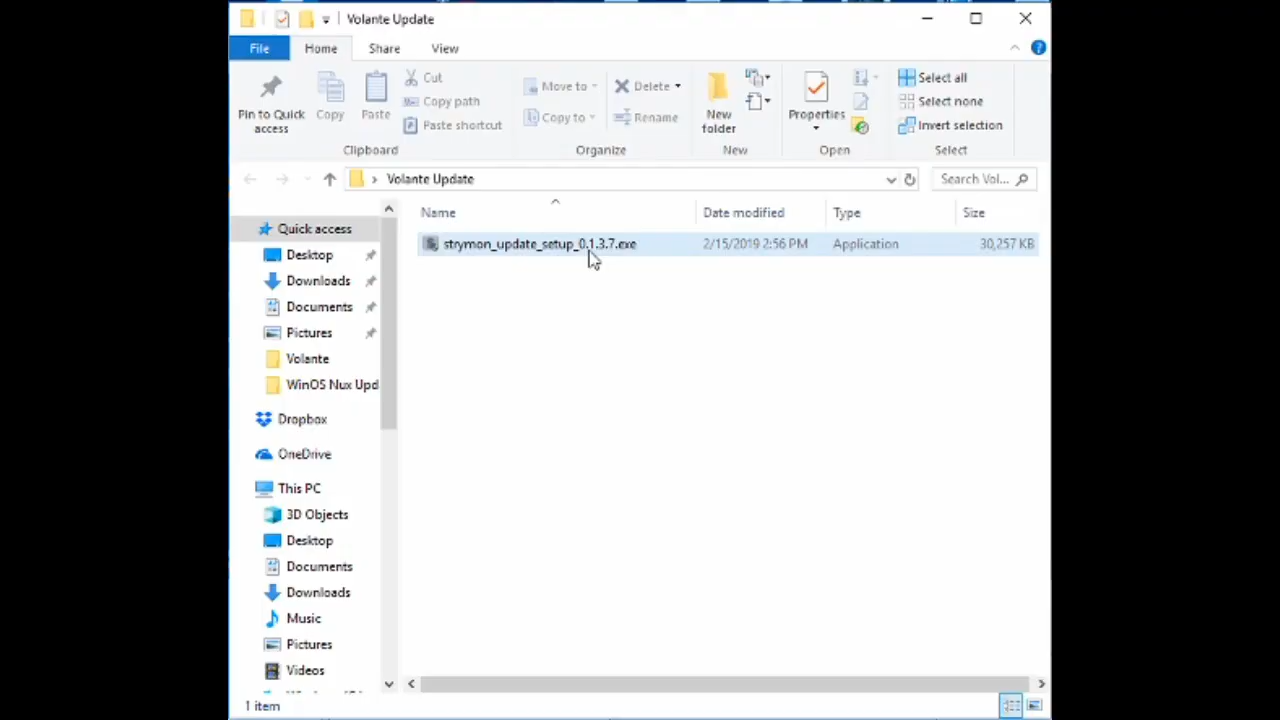 Volante Update
File Home Share View
Pin to Quick access
Copy
Paste
Cut
Copy path
Paste shortcut
Clipboard
Move to
Copy to
Delete
Rename
Organize
New folder
New
Properties
Open
Select all
Select none
Invert selection
Select
Volante Update
Search Vol...
Name Date modified Type Size
strymon_update_setup_0.1.3.7.exe 2/15/2019 2:56 PM Application 30,257 KB
Quick access
Desktop
Downloads
Documents
Pictures
Volante
WinOS Nux Upd
Dropbox
OneDrive
This PC
3D Objects
Desktop
Documents
Downloads
Music
Pictures
Videos
1 item